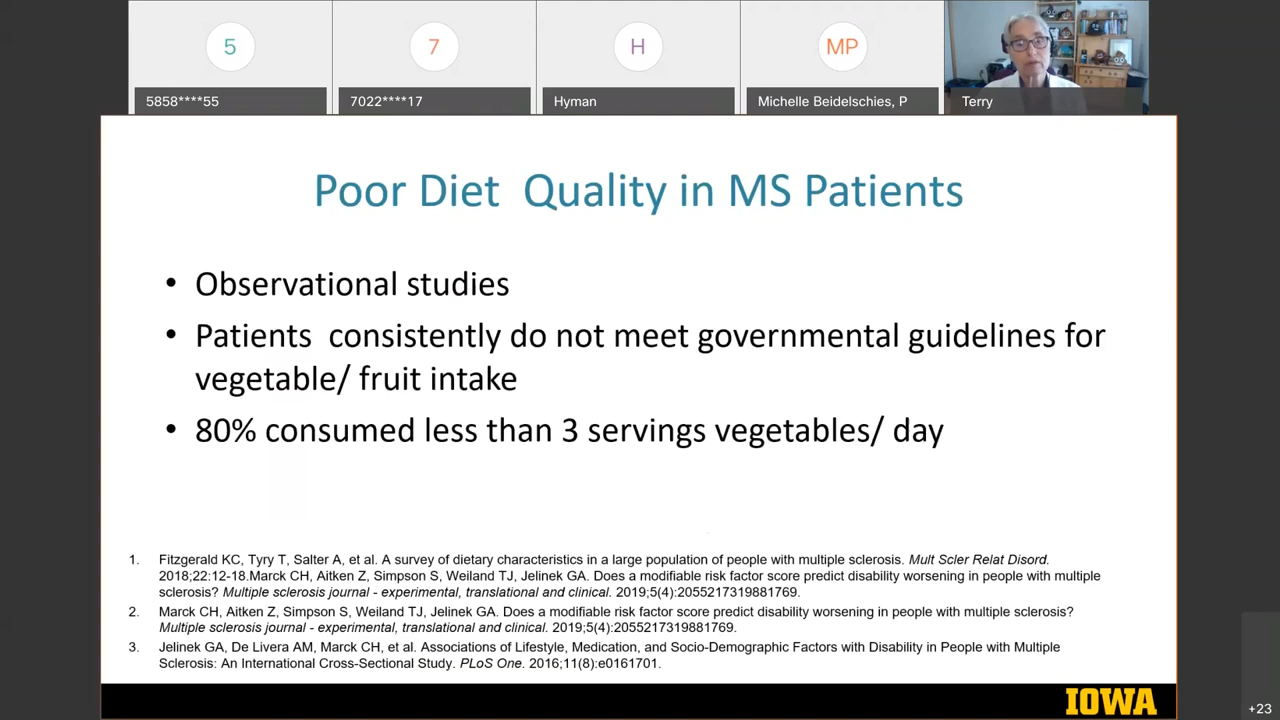 5
7
H
MP
5858****55
7022****17
Hyman
Michelle Beidelschies, P
Terry
Poor Diet  Quality in MS Patients
• Observational studies
• Patients  consistently do not meet governmental guidelines for
vegetable/ fruit intake
• 80% consumed less than 3 servings vegetables/ day
1. Fitzgerald KC, Tyry T, Salter A, et al. A survey of dietary characteristics in a large population of people with multiple sclerosis. Mult Scler Relat Disord.
2018;22:12-18.Marck CH, Aitken Z, Simpson S, Weiland TJ, Jelinek GA. Does a modifiable risk factor score predict disability worsening in people with multiple
sclerosis? Multiple sclerosis journal - experimental, translational and clinical. 2019;5(4):2055217319881769.
2. Marck CH, Aitken Z, Simpson S, Weiland TJ, Jelinek GA. Does a modifiable risk factor score predict disability worsening in people with multiple sclerosis?
Multiple sclerosis journal - experimental, translational and clinical. 2019;5(4):2055217319881769.
3. Jelinek GA, De Livera AM, Marck CH, et al. Associations of Lifestyle, Medication, and Socio-Demographic Factors with Disability in People with Multiple
Sclerosis: An International Cross-Sectional Study. PLoS One. 2016;11(8):e0161701.
IOWA
+23